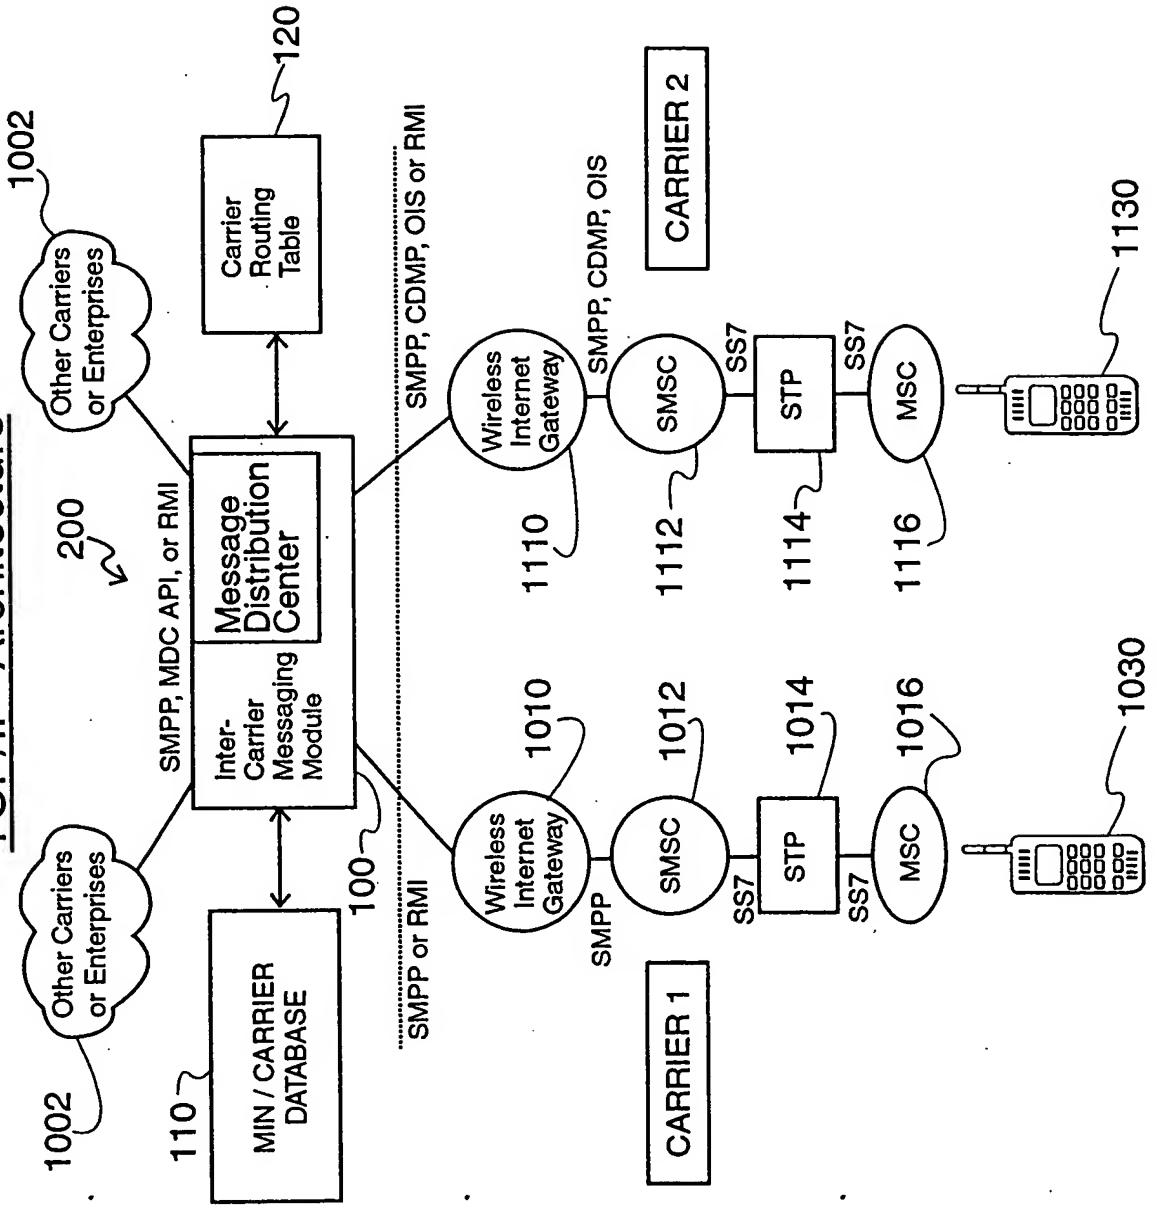 Architecture
1002
Other Carriers
or Enterprises
200
Other Carriers
or Enterprises
1002
SMPP, MDC API, or RMI
110
MIN / CARRIER
DATABASE
Inter-
Carrier
Messaging
Module
Message
Distribution
Center
Carrier
Routing
Table
120
100
SMPP or RMI
SMPP, CDMP, OIS or RMI
Wireless
Internet
Gateway
1010
1110
Wireless
Internet
Gateway
SMPP
SMPP, CDMP, OIS
CARRIER 1
SMSC
1012
1112
SMSC
CARRIER 2
SS7
SS7
STP
1014
1114
STP
SS7
SS7
MSC
1016
1116
MSC
1030
1130